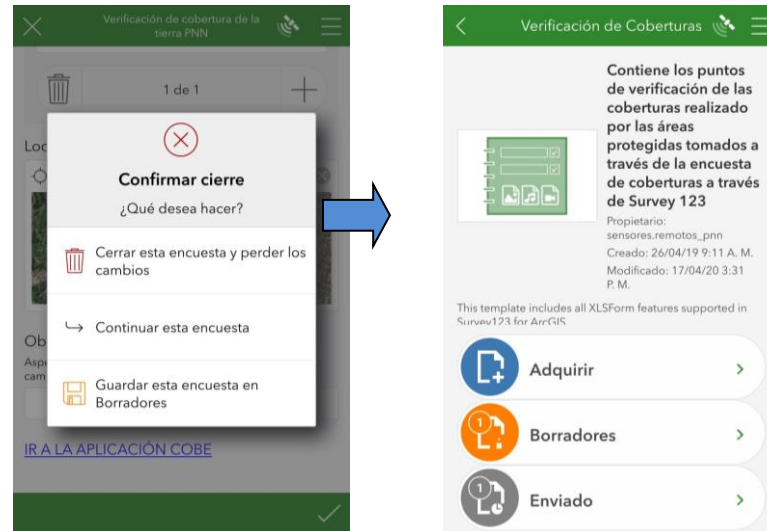 Verificación de cobertura de la
tierra PNN
1 de 1
Loc
Confirmar cierre
¿Qué desea hacer?
Cerrar esta encuesta y perder los
cambios
Continuar esta encuesta
Guardar esta encuesta en
Borradores
Ob
Aspe
cam
IR A LA APLICACIÓN COBE
Verificación de Coberturas
Contiene los puntos
de verificación de las
coberturas realizado
por las áreas
protegidas tomados a
través de la encuesta
de coberturas a través
de Survey 123
Propietario:
sensores.remotos_pnn
Creado: 26/04/19 9:11 A. M.
Modificado: 17/04/20 3:31
P. M.
This template includes all XLSForm features supported in
Survey123 for ArcGIS
Adquirir
1
Borradores
1
Enviado